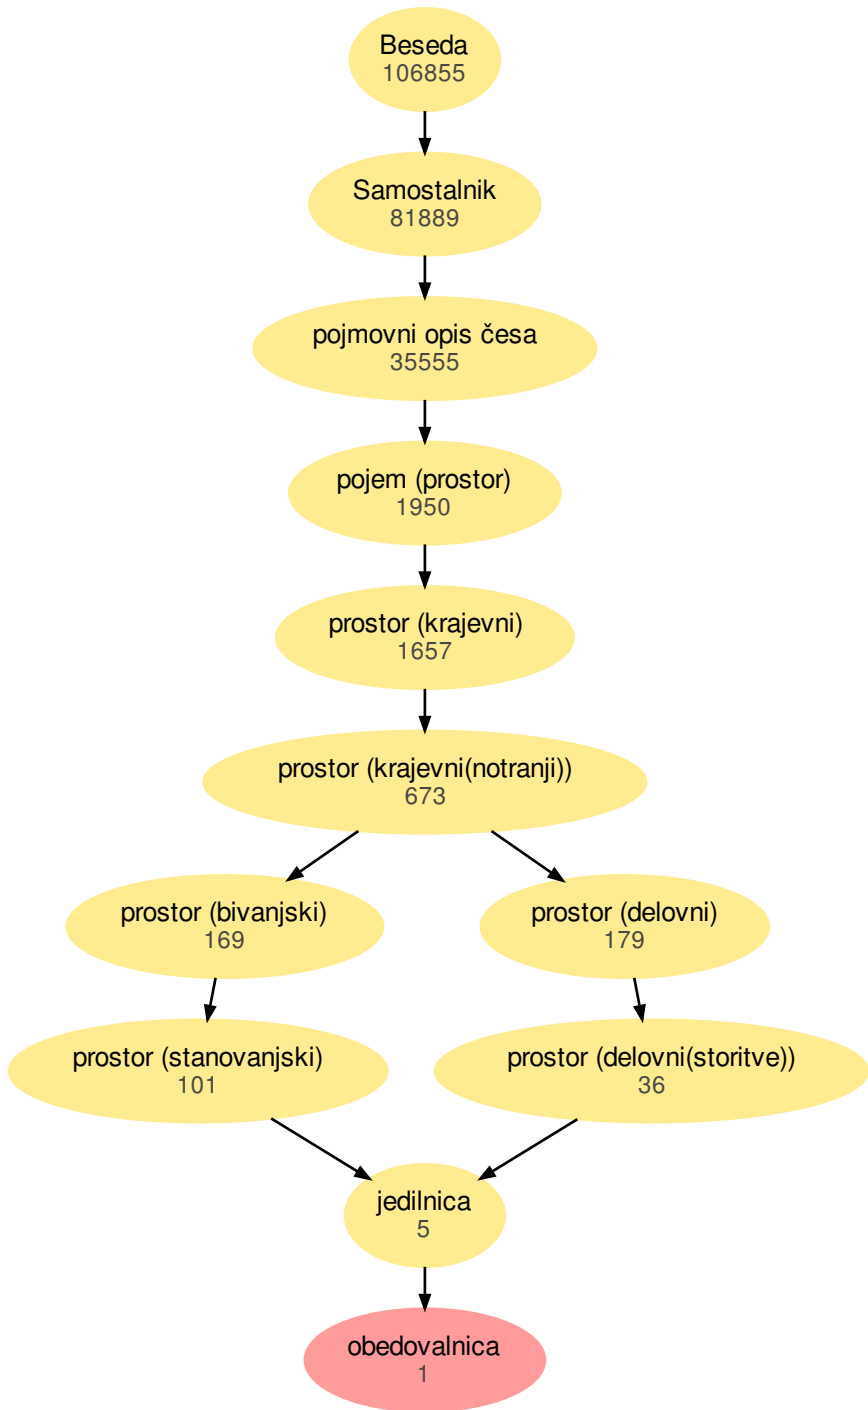 Beseda
106855
Samostalnik
81889
pojmovni opis česa
35555
pojem (prostor)
1950
prostor (krajevni)
1657
prostor (krajevni(notranji))
673
prostor (bivanjski)
169
prostor (delovni)
179
prostor (stanovanjski)
101
prostor (delovni(storitve))
36
jedilnica
5
obedovalnica
1